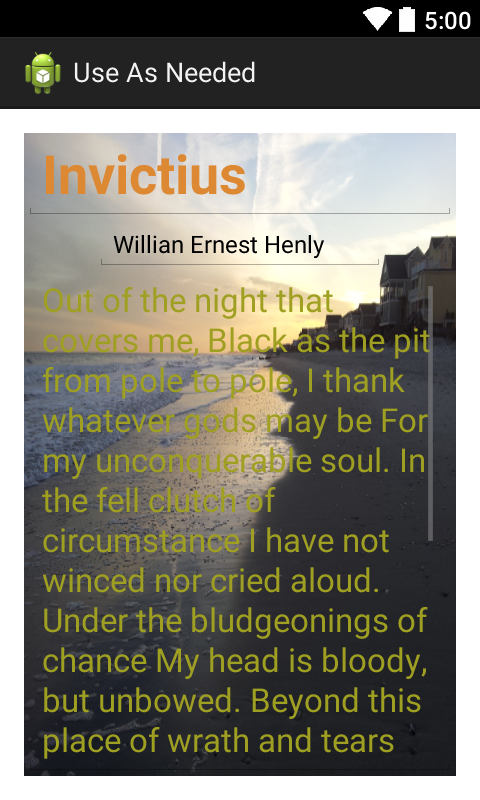 5:00
Use As Needed
Invictius
Willian Ernest Henly
Out of the night that
covers me, Black as the pit
from pole to pole, I thank
whatever gods may be For
my unconquerable soul. In
the fell clutch of
circumstance I have not
winced nor cried aloud.
Under the bludgeonings of
chance My head is bloody,
but unbowed. Beyond this
place of wrath and tears